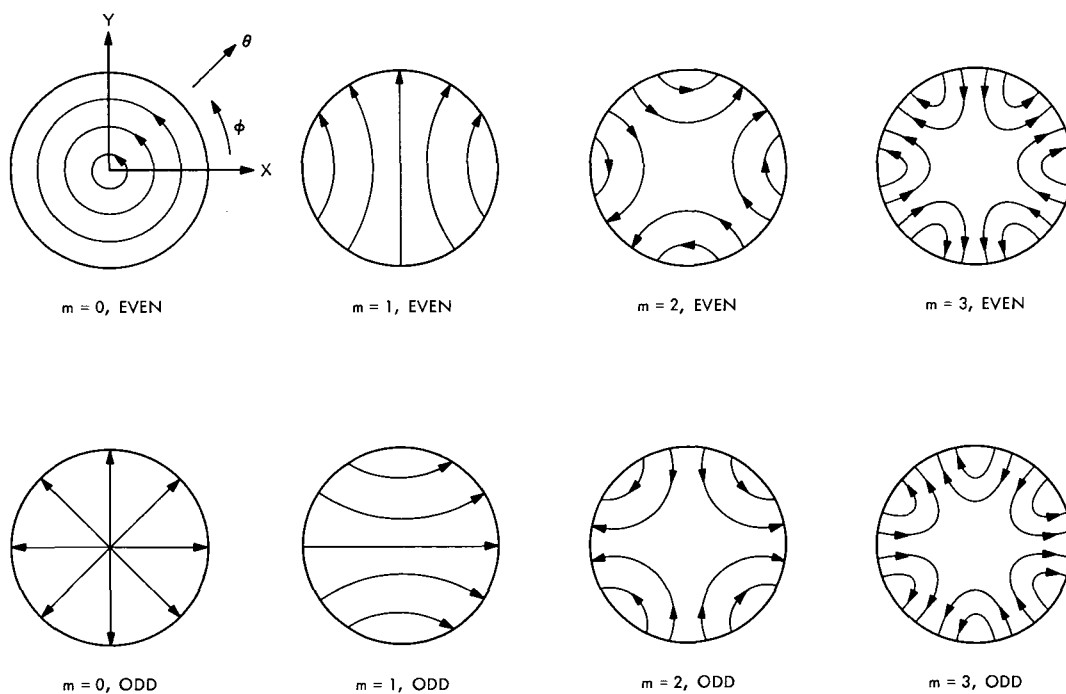 Y
θ
φ
X
m = 0, EVEN
m = 1, EVEN
m = 2, EVEN
m = 3, EVEN
m = 0, ODD
m = 1, ODD
m = 2, ODD
m = 3, ODD